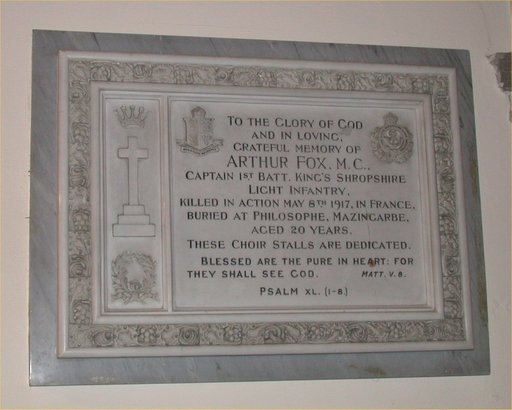 TO THE GLORY OF GOD
AND IN LOVING,
GRATEFUL MEMORY OF
ARTHUR FOX, M.C.,
CAPTAIN 1ST BATT. KING'S SHROPSHIRE
LIGHT INFANTRY,
KILLED IN ACTION MAY 8TH 1917, IN FRANCE,
BURIED AT PHILOSOPHE, MAZINGARBE,
AGED 20 YEARS.
THESE CHOIR STALLS ARE DEDICATED.
BLESSED ARE THE PURE IN HEART: FOR
THEY SHALL SEE GOD. MATT. V. 8.
PSALM XL. (1-8.)